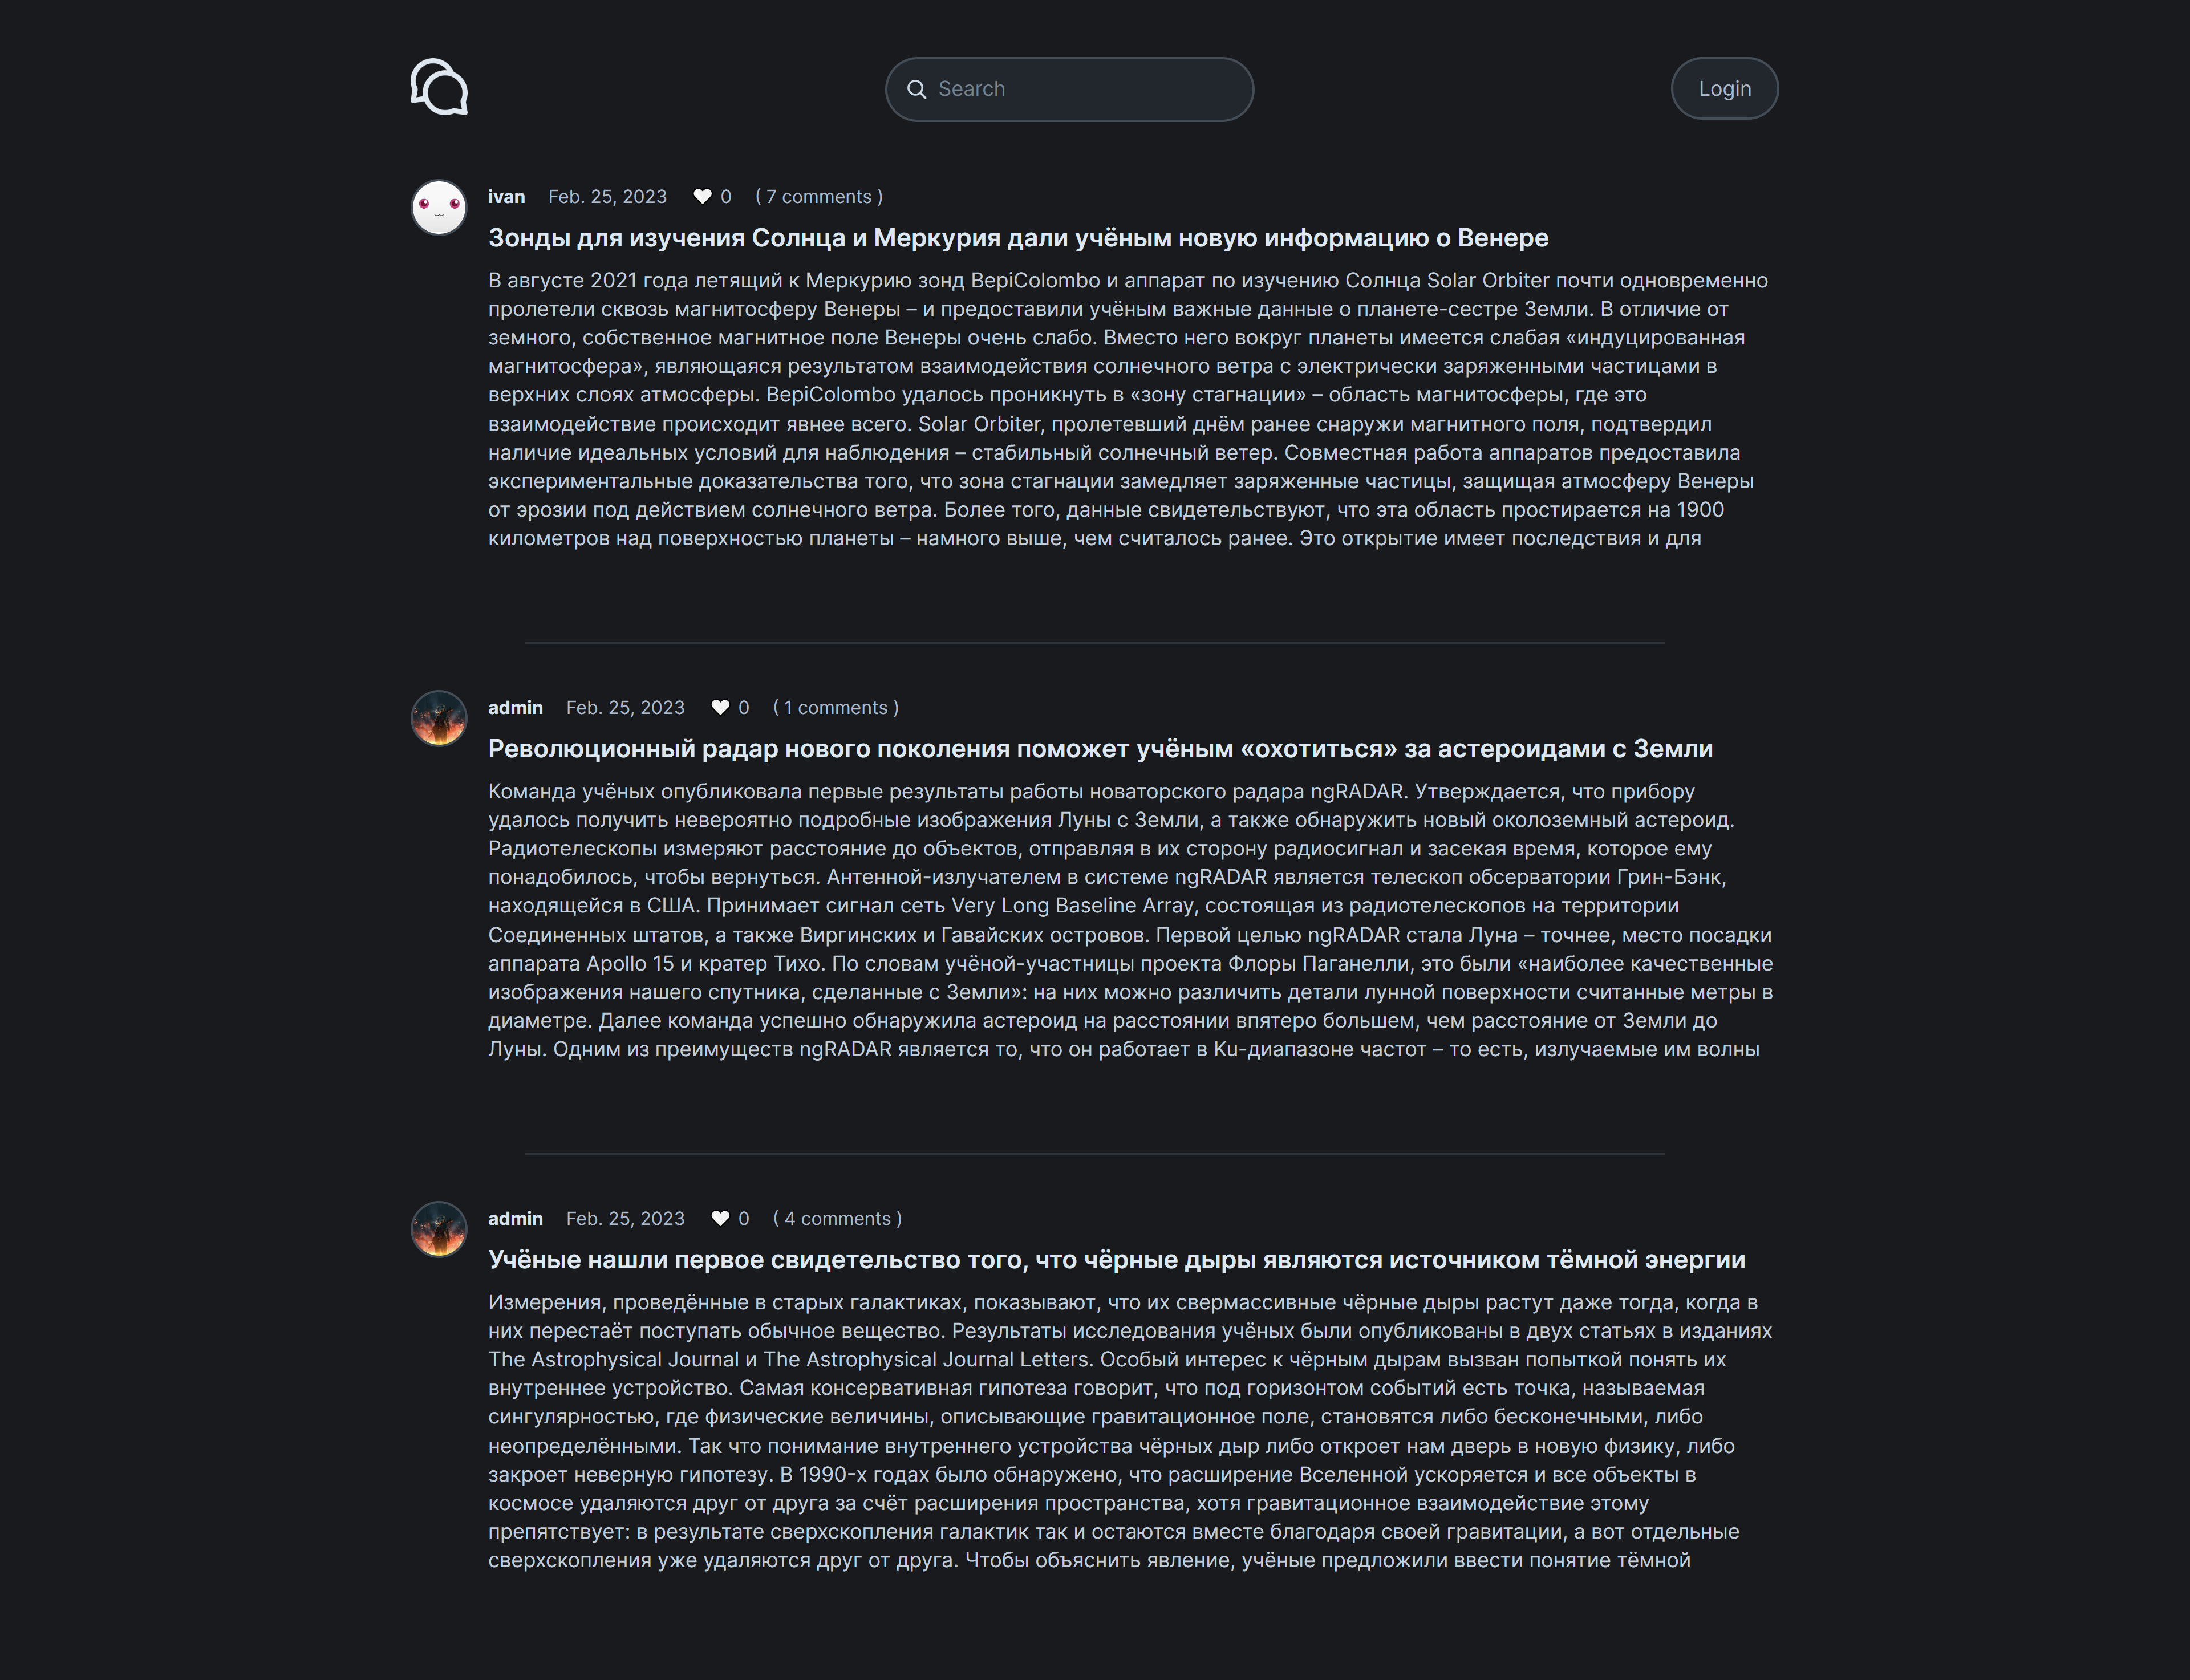 Search
Login
ivan Feb. 25, 2023 0 ( 7 comments )
Зонды для изучения Солнца и Меркурия дали учёным новую информацию о Венере
В августе 2021 года летящий к Меркурию зонд BepiColombo и аппарат по изучению Солнца Solar Orbiter почти одновременно
пролетели сквозь магнитосферу Венеры – и предоставили учёным важные данные о планете-сестре Земли. В отличие от
земного, собственное магнитное поле Венеры очень слабо. Вместо него вокруг планеты имеется слабая «индуцированная
магнитосфера», являющаяся результатом взаимодействия солнечного ветра с электрически заряженными частицами в
верхних слоях атмосферы. BepiColombo удалось проникнуть в «зону стагнации» – область магнитосферы, где это
взаимодействие происходит явнее всего. Solar Orbiter, пролетевший днём ранее снаружи магнитного поля, подтвердил
наличие идеальных условий для наблюдения – стабильный солнечный ветер. Совместная работа аппаратов предоставила
экспериментальные доказательства того, что зона стагнации замедляет заряженные частицы, защищая атмосферу Венеры
от эрозии под действием солнечного ветра. Более того, данные свидетельствуют, что эта область простирается на 1900
километров над поверхностью планеты – намного выше, чем считалось ранее. Это открытие имеет последствия и для
admin Feb. 25, 2023 0 ( 1 comments )
Революционный радар нового поколения поможет учёным «охотиться» за астероидами с Земли
Команда учёных опубликовала первые результаты работы новаторского радара ngRADAR. Утверждается, что прибору
удалось получить невероятно подробные изображения Луны с Земли, а также обнаружить новый околоземный астероид.
Радиотелескопы измеряют расстояние до объектов, отправляя в их сторону радиосигнал и засекая время, которое ему
понадобилось, чтобы вернуться. Антенной-излучателем в системе ngRADAR является телескоп обсерватории Грин-Бэнк,
находящейся в США. Принимает сигнал сеть Very Long Baseline Array, состоящая из радиотелескопов на территории
Соединенных штатов, а также Виргинских и Гавайских островов. Первой целью ngRADAR стала Луна – точнее, место посадки
аппарата Apollo 15 и кратер Тихо. По словам учёной-участницы проекта Флоры Паганелли, это были «наиболее качественные
изображения нашего спутника, сделанные с Земли»: на них можно различить детали лунной поверхности считанные метры в
диаметре. Далее команда успешно обнаружила астероид на расстоянии впятеро большем, чем расстояние от Земли до
Луны. Одним из преимуществ ngRADAR является то, что он работает в Ku-диапазоне частот – то есть, излучаемые им волны
admin Feb. 25, 2023 0 ( 4 comments )
Учёные нашли первое свидетельство того, что чёрные дыры являются источником тёмной энергии
Измерения, проведённые в старых галактиках, показывают, что их свермассивные чёрные дыры растут даже тогда, когда в
них перестаёт поступать обычное вещество. Результаты исследования учёных были опубликованы в двух статьях в изданиях
The Astrophysical Journal и The Astrophysical Journal Letters. Особый интерес к чёрным дырам вызван попыткой понять их
внутреннее устройство. Самая консервативная гипотеза говорит, что под горизонтом событий есть точка, называемая
сингулярностью, где физические величины, описывающие гравитационное поле, становятся либо бесконечными, либо
неопределёнными. Так что понимание внутреннего устройства чёрных дыр либо откроет нам дверь в новую физику, либо
закроет неверную гипотезу. В 1990-х годах было обнаружено, что расширение Вселенной ускоряется и все объекты в
космосе удаляются друг от друга за счёт расширения пространства, хотя гравитационное взаимодействие этому
препятствует: в результате сверхскопления галактик так и остаются вместе благодаря своей гравитации, а вот отдельные
сверхскопления уже удаляются друг от друга. Чтобы объяснить явление, учёные предложили ввести понятие тёмной